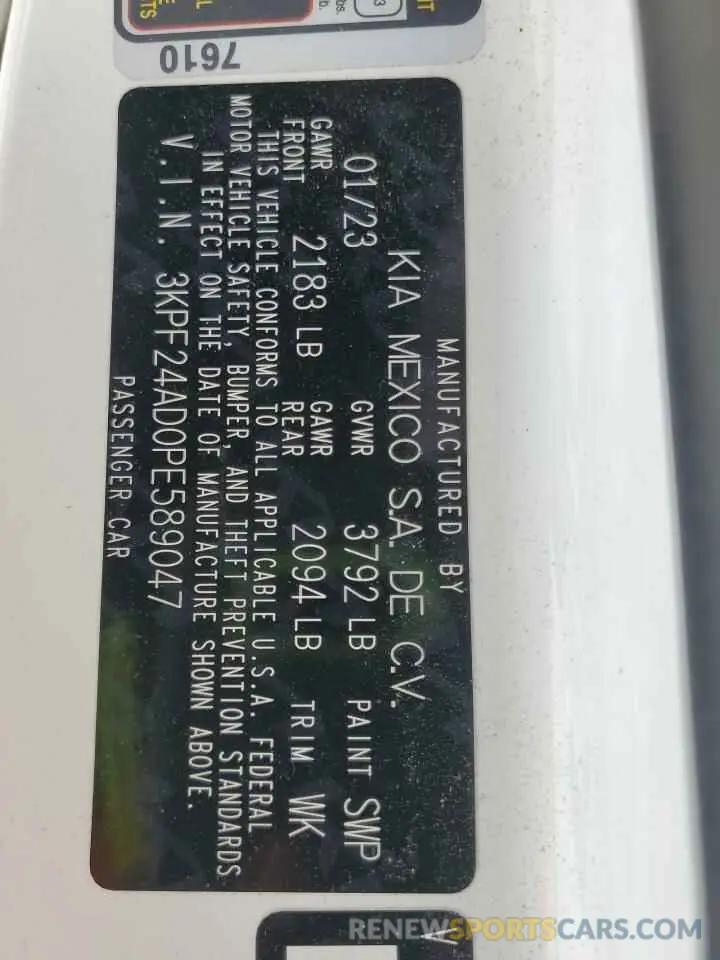 7610
MANUFACTURED BY
KIA MEXICO S.A. DE C.V.
01/23 GVWR 3792 LB PAINT SWP
GAWR FRONT 2183 LB GAWR REAR 2094 LB TRIM WK
THIS VEHICLE CONFORMS TO ALL APPLICABLE U.S.A. FEDERAL
MOTOR VEHICLE SAFETY, BUMPER, AND THEFT PREVENTION STANDARDS
IN EFFECT ON THE DATE OF MANUFACTURE SHOWN ABOVE.
V.I.N. 3KPF24AD0PE589047
PASSENGER CAR
RENEWSPORTSCARS.COM